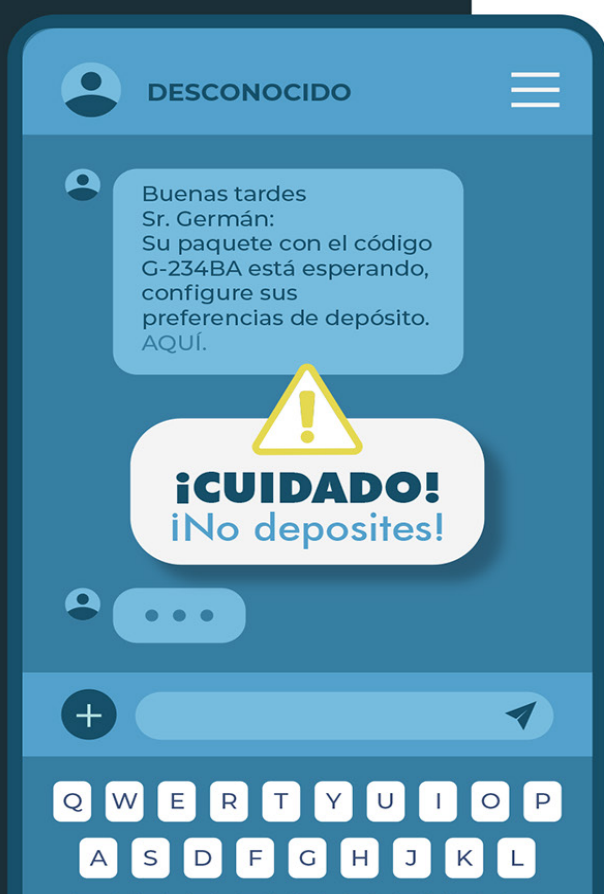 DESCONOCIDO
Buenas tardes
Sr. Germán:
Su paquete con el código
G-234BA está esperando,
configure sus
preferencias de depósito.
AQUÍ.
!
¡CUIDADO!
¡No deposites!
+
Q W E R T Y U I O P
A S D F G H J K L